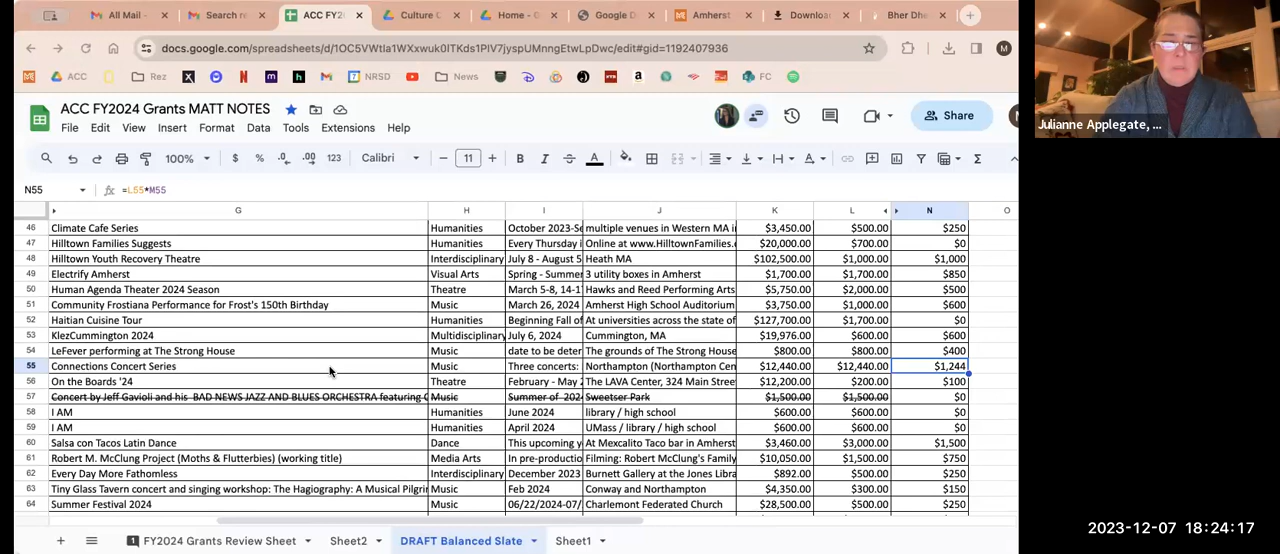 All Mail -
Search re
ACC FY2
Culture C
Home - G
Google D
Amherst
Downloa
Bher Dhe
docs.google.com/spreadsheets/d/1OC5VWtla1WXxwuk0ITKds1PIV7jyspUMnngEtwLpDwc/edit#gid=1192407936
ACC
Rez
NRSD
News
FC
ACC FY2024 Grants MATT NOTES
File Edit View Insert Format Data Tools Extensions Help
Share
100% $ % .0 .00 123 Calibri 11 B I A
N55 fx =L55*M55
G H I J K L N O
46 Climate Cafe Series Humanities October 2023-Se multiple venues in Western MA i $3,450.00 $500.00 $250
47 Hilltown Families Suggests Humanities Every Thursday i Online at www.HilltownFamilies. $20,000.00 $700.00 $0
48 Hilltown Youth Recovery Theatre Interdisciplinary July 8 - August 5 Heath MA $102,500.00 $1,000.00 $1,000
49 Electrify Amherst Visual Arts Spring - Summer 3 utility boxes in Amherst $1,700.00 $1,700.00 $850
50 Human Agenda Theater 2024 Season Theatre March 5-8, 14-1 Hawks and Reed Performing Arts $5,750.00 $2,000.00 $500
51 Community Frostiana Performance for Frost's 150th Birthday Music March 26, 2024 Amherst High School Auditorium $3,750.00 $1,000.00 $600
52 Haitian Cuisine Tour Humanities Beginning Fall of At universities across the state of $127,700.00 $1,700.00 $0
53 KlezCummington 2024 Multidisciplinary July 6, 2024 Cummington, MA $19,976.00 $600.00 $600
54 LeFever performing at The Strong House Music date to be deter The grounds of The Strong House $800.00 $800.00 $400
55 Connections Concert Series Music Three concerts: Northampton (Northampton Cen $12,440.00 $12,440.00 $1,244
56 On the Boards '24 Theatre February - May 2 The LAVA Center, 324 Main Stree $12,200.00 $200.00 $100
57 Concert by Jeff Gavioli and his BAD NEWS JAZZ AND BLUES ORCHESTRA featuring Music Summer of 202 Sweetser Park $1,500.00 $1,500.00 $0
58 I AM Humanities June 2024 library / high school $600.00 $600.00 $0
59 I AM Humanities April 2024 UMass / library / high school $600.00 $600.00 $0
60 Salsa con Tacos Latin Dance Dance This upcoming y At Mexcalito Taco bar in Amherst $3,460.00 $3,000.00 $1,500
61 Robert M. McClung Project (Moths & Flutterbies) (working title) Media Arts In pre-productio Filming: Robert McClung's Family $10,050.00 $1,500.00 $750
62 Every Day More Fathomless Interdisciplinary December 2023 Burnett Gallery at the Jones Libra $892.00 $500.00 $250
63 Tiny Glass Tavern concert and singing workshop: The Hagiography: A Musical Pilgri Music Feb 2024 Conway and Northampton $4,350.00 $300.00 $150
64 Summer Festival 2024 Music 06/22/2024-07/ Charlemont Federated Church $28,500.00 $500.00 $250
1 FY2024 Grants Review Sheet Sheet2 DRAFT Balanced Slate Sheet1
Julianne Applegate, ...
2023-12-07 18:24:17